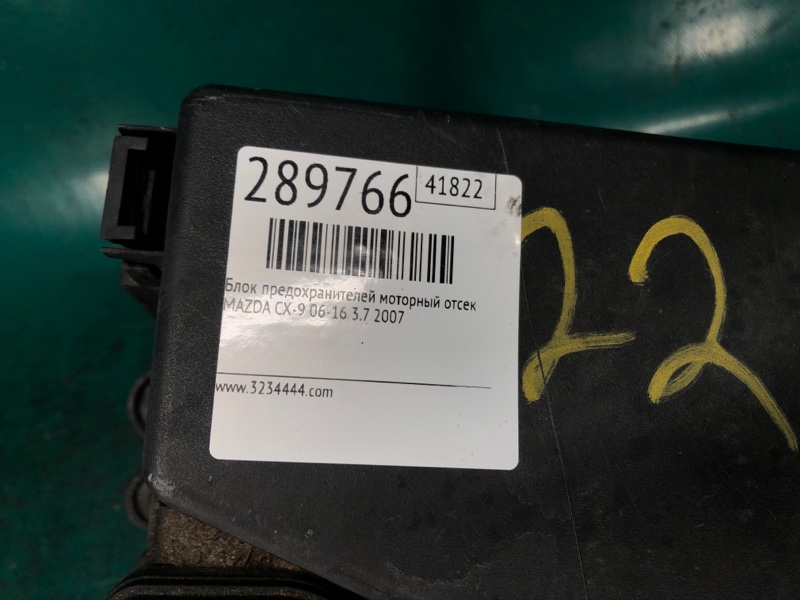 289766
41822
Блок предохранителей моторный отсек
MAZDA CX-9 06-16 3.7 2007
www.3234444.com
22